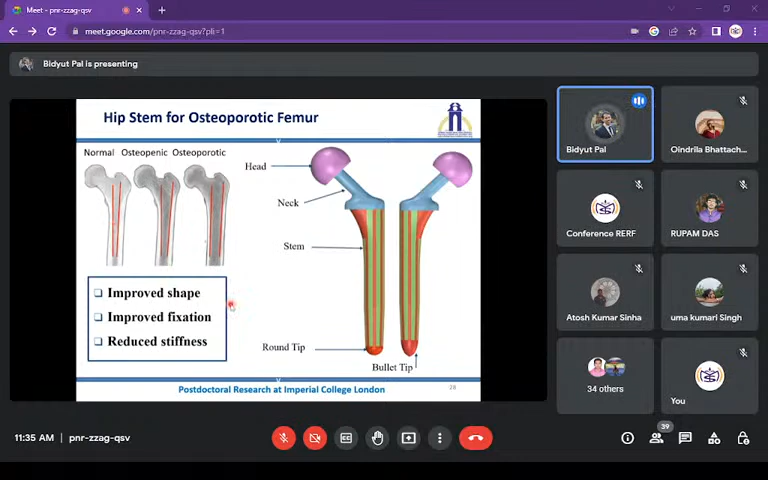 Meet - pnr-zzag-qsv
meet.google.com/pnr-zzag-qsv?pli=1
Bidyut Pal is presenting
Hip Stem for Osteoporotic Femur
Normal Osteopenic Osteoporotic
Head
Neck
Stem
Round Tip
Bullet Tip
❑ Improved shape
❑ Improved fixation
❑ Reduced stiffness
Postdoctoral Research at Imperial College London
28
Bidyut Pal
Oindrila Bhattach...
Conference RERF
RUPAM DAS
Atosh Kumar Sinha
uma kumari Singh
34 others
You
11:35 AM | pnr-zzag-qsv
39